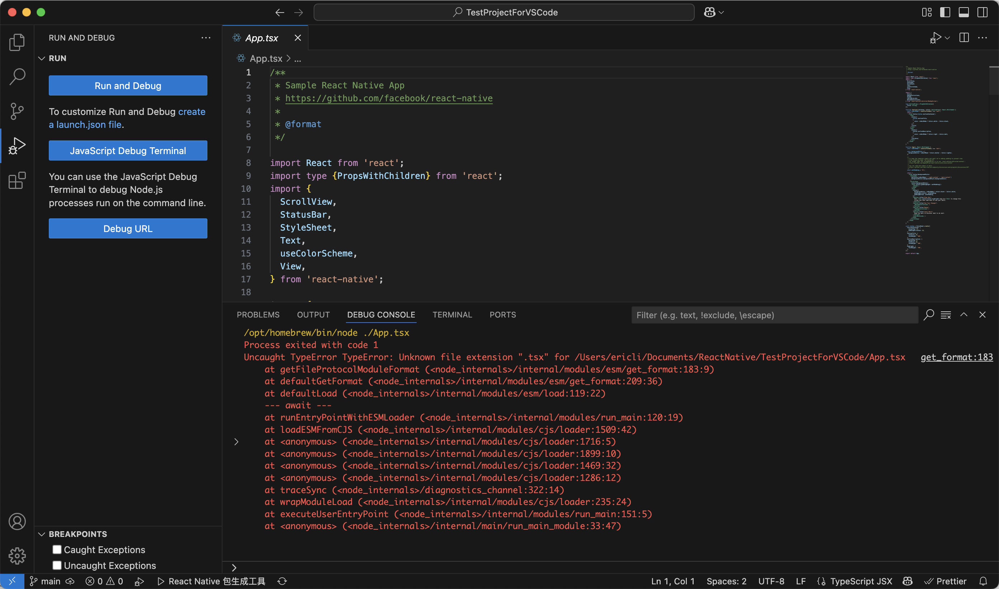 TestProjectForVSCode
RUN AND DEBUG
RUN
Run and Debug
To customize Run and Debug create
a launch.json file.
JavaScript Debug Terminal
You can use the JavaScript Debug
Terminal to debug Node.js
processes run on the command line.
Debug URL
BREAKPOINTS
Caught Exceptions
Uncaught Exceptions
App.tsx
App.tsx > ...
1 /**
2 * Sample React Native App
3 * https://github.com/facebook/react-native
4 *
5 * @format
6 */
7
8 import React from 'react';
9 import type {PropsWithChildren} from 'react';
10 import {
11 ScrollView,
12 StatusBar,
13 StyleSheet,
14 Text,
15 useColorScheme,
16 View,
17 } from 'react-native';
18
PROBLEMS OUTPUT DEBUG CONSOLE TERMINAL PORTS Filter (e.g. text, !exclude, \escape)
/opt/homebrew/bin/node ./App.tsx
Process exited with code 1
Uncaught TypeError TypeError: Unknown file extension ".tsx" for /Users/ericli/Documents/ReactNative/TestProjectForVSCode/App.tsx get_format:183
at getFileProtocolModuleFormat (<node_internals>/internal/modules/esm/get_format:183:9)
at defaultGetFormat (<node_internals>/internal/modules/esm/get_format:209:36)
at defaultLoad (<node_internals>/internal/modules/esm/load:119:22)
--- await ---
at runEntryPointWithESMLoader (<node_internals>/internal/modules/run_main:120:19)
at loadESMFromCJS (<node_internals>/internal/modules/cjs/loader:1509:42)
at <anonymous> (<node_internals>/internal/modules/cjs/loader:1716:5)
at <anonymous> (<node_internals>/internal/modules/cjs/loader:1899:10)
at <anonymous> (<node_internals>/internal/modules/cjs/loader:1469:32)
at <anonymous> (<node_internals>/internal/modules/cjs/loader:1286:12)
at traceSync (<node_internals>/diagnostics_channel:322:14)
at wrapModuleLoad (<node_internals>/internal/modules/cjs/loader:235:24)
at executeUserEntryPoint (<node_internals>/internal/modules/run_main:151:5)
at <anonymous> (<node_internals>/internal/main/run_main_module:33:47)
main 0 0 React Native 包生成工具 Ln 1, Col 1 Spaces: 2 UTF-8 LF TypeScript JSX Prettier